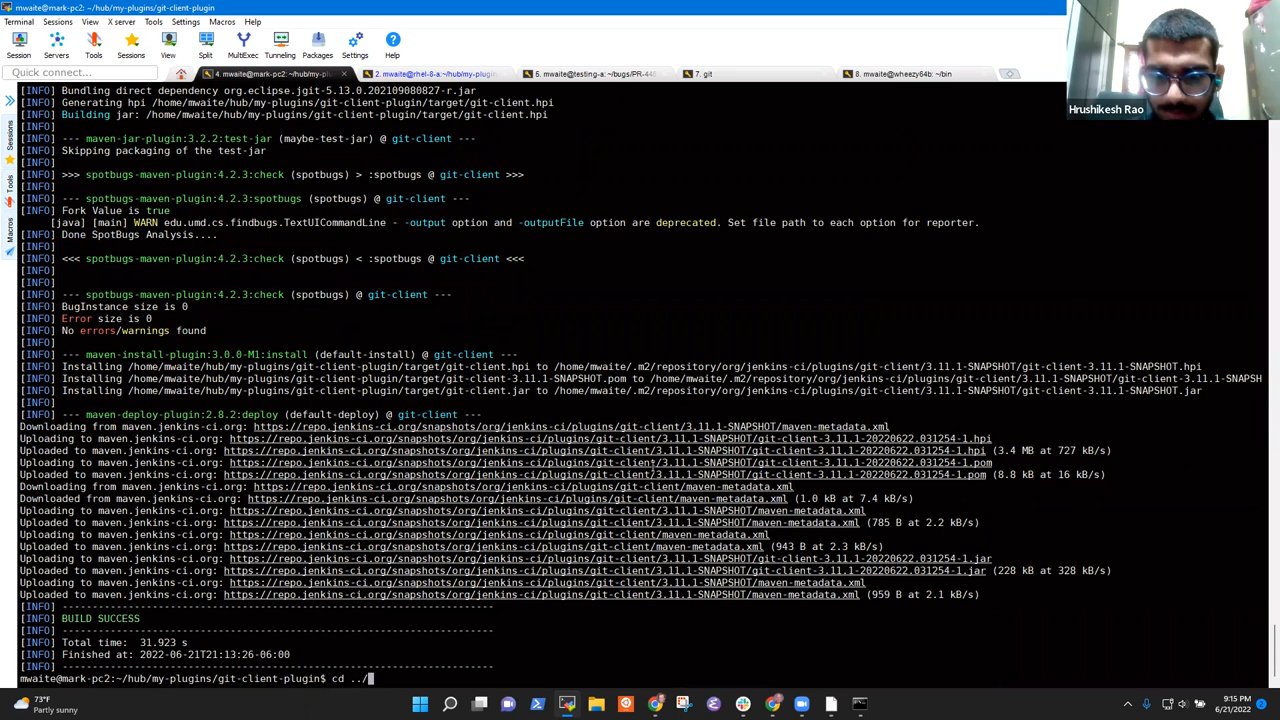 mwaite@mark-pc2: ~/hub/my-plugins/git-client-plugin
Terminal Sessions View X server Tools Settings Macros Help
Session Servers Tools Sessions View Split MultiExec Tunneling Packages Settings Help
Quick connect...
4. mwaite@mark-pc2: ~/hub/my-pl
2. mwaite@rhel-8-a:~/hub/my-plugin
5. mwaite@testing-a: ~/bugs/PR-448
7. git
8. mwaite@wheezy64b: ~/bin
Hrushikesh Rao
Sessions
Tools
Macros
[INFO] Bundling direct dependency org.eclipse.jgit-5.13.0.202109080827-r.jar
[INFO] Generating hpi /home/mwaite/hub/my-plugins/git-client-plugin/target/git-client.hpi
[INFO] Building jar: /home/mwaite/hub/my-plugins/git-client-plugin/target/git-client.hpi
[INFO]
[INFO] --- maven-jar-plugin:3.2.2:test-jar (maybe-test-jar) @ git-client ---
[INFO] Skipping packaging of the test-jar
[INFO]
[INFO] >>> spotbugs-maven-plugin:4.2.3:check (spotbugs) > :spotbugs @ git-client >>>
[INFO]
[INFO] --- spotbugs-maven-plugin:4.2.3:spotbugs (spotbugs) @ git-client ---
[INFO] Fork Value is true
[java] [main] WARN edu.umd.cs.findbugs.TextUICommandLine - -output option and -outputFile option are deprecated. Set file path to each option for reporter.
[INFO] Done SpotBugs Analysis....
[INFO]
[INFO] <<< spotbugs-maven-plugin:4.2.3:check (spotbugs) < :spotbugs @ git-client <<<
[INFO]
[INFO]
[INFO] --- spotbugs-maven-plugin:4.2.3:check (spotbugs) @ git-client ---
[INFO] BugInstance size is 0
[INFO] Error size is 0
[INFO] No errors/warnings found
[INFO]
[INFO] --- maven-install-plugin:3.0.0-M1:install (default-install) @ git-client ---
[INFO] Installing /home/mwaite/hub/my-plugins/git-client-plugin/target/git-client.hpi to /home/mwaite/.m2/repository/org/jenkins-ci/plugins/git-client/3.11.1-SNAPSHOT/git-client-3.11.1-SNAPSHOT.hpi
[INFO] Installing /home/mwaite/hub/my-plugins/git-client-plugin/target/git-client-3.11.1-SNAPSHOT.pom to /home/mwaite/.m2/repository/org/jenkins-ci/plugins/git-client/3.11.1-SNAPSHOT/git-client-3.11.1-SNAPSH
[INFO] Installing /home/mwaite/hub/my-plugins/git-client-plugin/target/git-client.jar to /home/mwaite/.m2/repository/org/jenkins-ci/plugins/git-client/3.11.1-SNAPSHOT/git-client-3.11.1-SNAPSHOT.jar
[INFO]
[INFO] --- maven-deploy-plugin:2.8.2:deploy (default-deploy) @ git-client ---
Downloading from maven.jenkins-ci.org: https://repo.jenkins-ci.org/snapshots/org/jenkins-ci/plugins/git-client/3.11.1-SNAPSHOT/maven-metadata.xml
Uploading to maven.jenkins-ci.org: https://repo.jenkins-ci.org/snapshots/org/jenkins-ci/plugins/git-client/3.11.1-SNAPSHOT/git-client-3.11.1-20220622.031254-1.hpi
Uploaded to maven.jenkins-ci.org: https://repo.jenkins-ci.org/snapshots/org/jenkins-ci/plugins/git-client/3.11.1-SNAPSHOT/git-client-3.11.1-20220622.031254-1.hpi (3.4 MB at 727 kB/s)
Uploading to maven.jenkins-ci.org: https://repo.jenkins-ci.org/snapshots/org/jenkins-ci/plugins/git-client/3.11.1-SNAPSHOT/git-client-3.11.1-20220622.031254-1.pom
Uploaded to maven.jenkins-ci.org: https://repo.jenkins-ci.org/snapshots/org/jenkins-ci/plugins/git-client/3.11.1-SNAPSHOT/git-client-3.11.1-20220622.031254-1.pom (8.8 kB at 16 kB/s)
Downloading from maven.jenkins-ci.org: https://repo.jenkins-ci.org/snapshots/org/jenkins-ci/plugins/git-client/maven-metadata.xml
Downloaded from maven.jenkins-ci.org: https://repo.jenkins-ci.org/snapshots/org/jenkins-ci/plugins/git-client/maven-metadata.xml (1.0 kB at 7.4 kB/s)
Uploading to maven.jenkins-ci.org: https://repo.jenkins-ci.org/snapshots/org/jenkins-ci/plugins/git-client/3.11.1-SNAPSHOT/maven-metadata.xml
Uploaded to maven.jenkins-ci.org: https://repo.jenkins-ci.org/snapshots/org/jenkins-ci/plugins/git-client/3.11.1-SNAPSHOT/maven-metadata.xml (785 B at 2.2 kB/s)
Uploading to maven.jenkins-ci.org: https://repo.jenkins-ci.org/snapshots/org/jenkins-ci/plugins/git-client/maven-metadata.xml
Uploaded to maven.jenkins-ci.org: https://repo.jenkins-ci.org/snapshots/org/jenkins-ci/plugins/git-client/maven-metadata.xml (943 B at 2.3 kB/s)
Uploading to maven.jenkins-ci.org: https://repo.jenkins-ci.org/snapshots/org/jenkins-ci/plugins/git-client/3.11.1-SNAPSHOT/git-client-3.11.1-20220622.031254-1.jar
Uploaded to maven.jenkins-ci.org: https://repo.jenkins-ci.org/snapshots/org/jenkins-ci/plugins/git-client/3.11.1-SNAPSHOT/git-client-3.11.1-20220622.031254-1.jar (228 kB at 328 kB/s)
Uploading to maven.jenkins-ci.org: https://repo.jenkins-ci.org/snapshots/org/jenkins-ci/plugins/git-client/3.11.1-SNAPSHOT/maven-metadata.xml
Uploaded to maven.jenkins-ci.org: https://repo.jenkins-ci.org/snapshots/org/jenkins-ci/plugins/git-client/3.11.1-SNAPSHOT/maven-metadata.xml (959 B at 2.1 kB/s)
[INFO] ------------------------------------------------------------------------
[INFO] BUILD SUCCESS
[INFO] ------------------------------------------------------------------------
[INFO] Total time:  31.923 s
[INFO] Finished at: 2022-06-21T21:13:26-06:00
[INFO] ------------------------------------------------------------------------
mwaite@mark-pc2:~/hub/my-plugins/git-client-plugin$ cd ../
73°F
Partly sunny
9:15 PM
6/21/2022